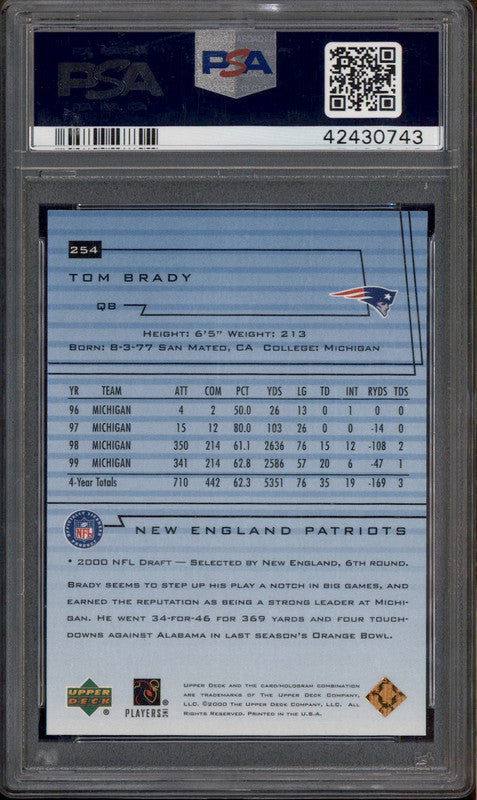 PSA PSA
42430743
254
TOM BRADY
QB
HEIGHT: 6'5" WEIGHT: 213
BORN: 8-3-77 SAN MATEO, CA COLLEGE: MICHIGAN
YR TEAM ATT COM PCT YDS LG TD INT RYDS TDS
96 MICHIGAN 4 2 50.0 26 13 0 1 0 0
97 MICHIGAN 15 12 80.0 103 26 0 0 -14 0
98 MICHIGAN 350 214 61.1 2636 76 15 12 -108 2
99 MICHIGAN 341 214 62.8 2586 57 20 6 -47 1
4-Year Totals 710 442 62.3 5351 76 35 19 -169 3
NFL
NEW ENGLAND PATRIOTS
• 2000 NFL DRAFT — SELECTED BY NEW ENGLAND, 6TH ROUND.
BRADY SEEMS TO STEP UP HIS PLAY A NOTCH IN BIG GAMES, AND
EARNED THE REPUTATION AS BEING A STRONG LEADER AT MICHI-
GAN. HE WENT 34-FOR-46 FOR 369 YARDS AND FOUR TOUCH-
DOWNS AGAINST ALABAMA IN LAST SEASON'S ORANGE BOWL.
UPPER DECK ®
PLAYERS INC
UPPER DECK AND THE CARD/HOLOGRAM COMBINATION
ARE TRADEMARKS OF THE UPPER DECK COMPANY,
LLC. ©2000 THE UPPER DECK COMPANY, LLC. ALL
RIGHTS RESERVED. PRINTED IN THE U.S.A.